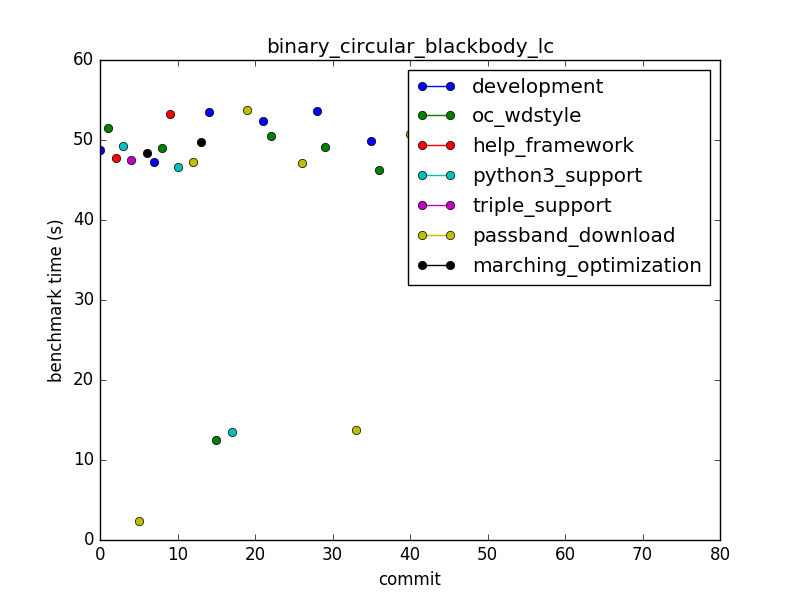 binary_circular_blackbody_lc
60
50
40
30
20
10
0
benchmark time (s)
development
oc_wdstyle
help_framework
python3_support
triple_support
passband_download
marching_optimization
0 10 20 30 40 50 60 70 80
commit